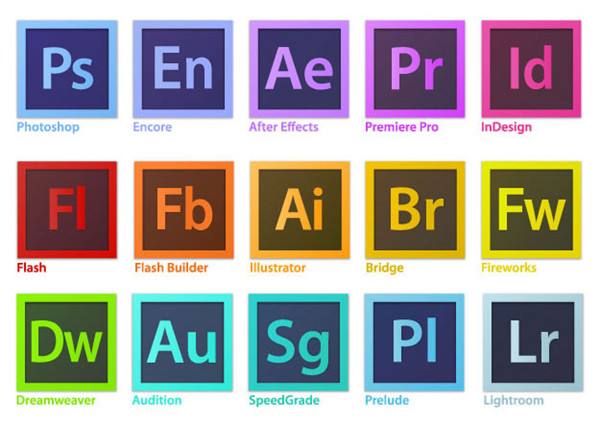 Ps En Ae Pr Id
Photoshop Encore After Effects Premiere Pro InDesign
Fl Fb Ai Br Fw
Flash Flash Builder Illustrator Bridge Fireworks
Dw Au Sg Pl Lr
Dreamweaver Audition SpeedGrade Prelude Lightroom